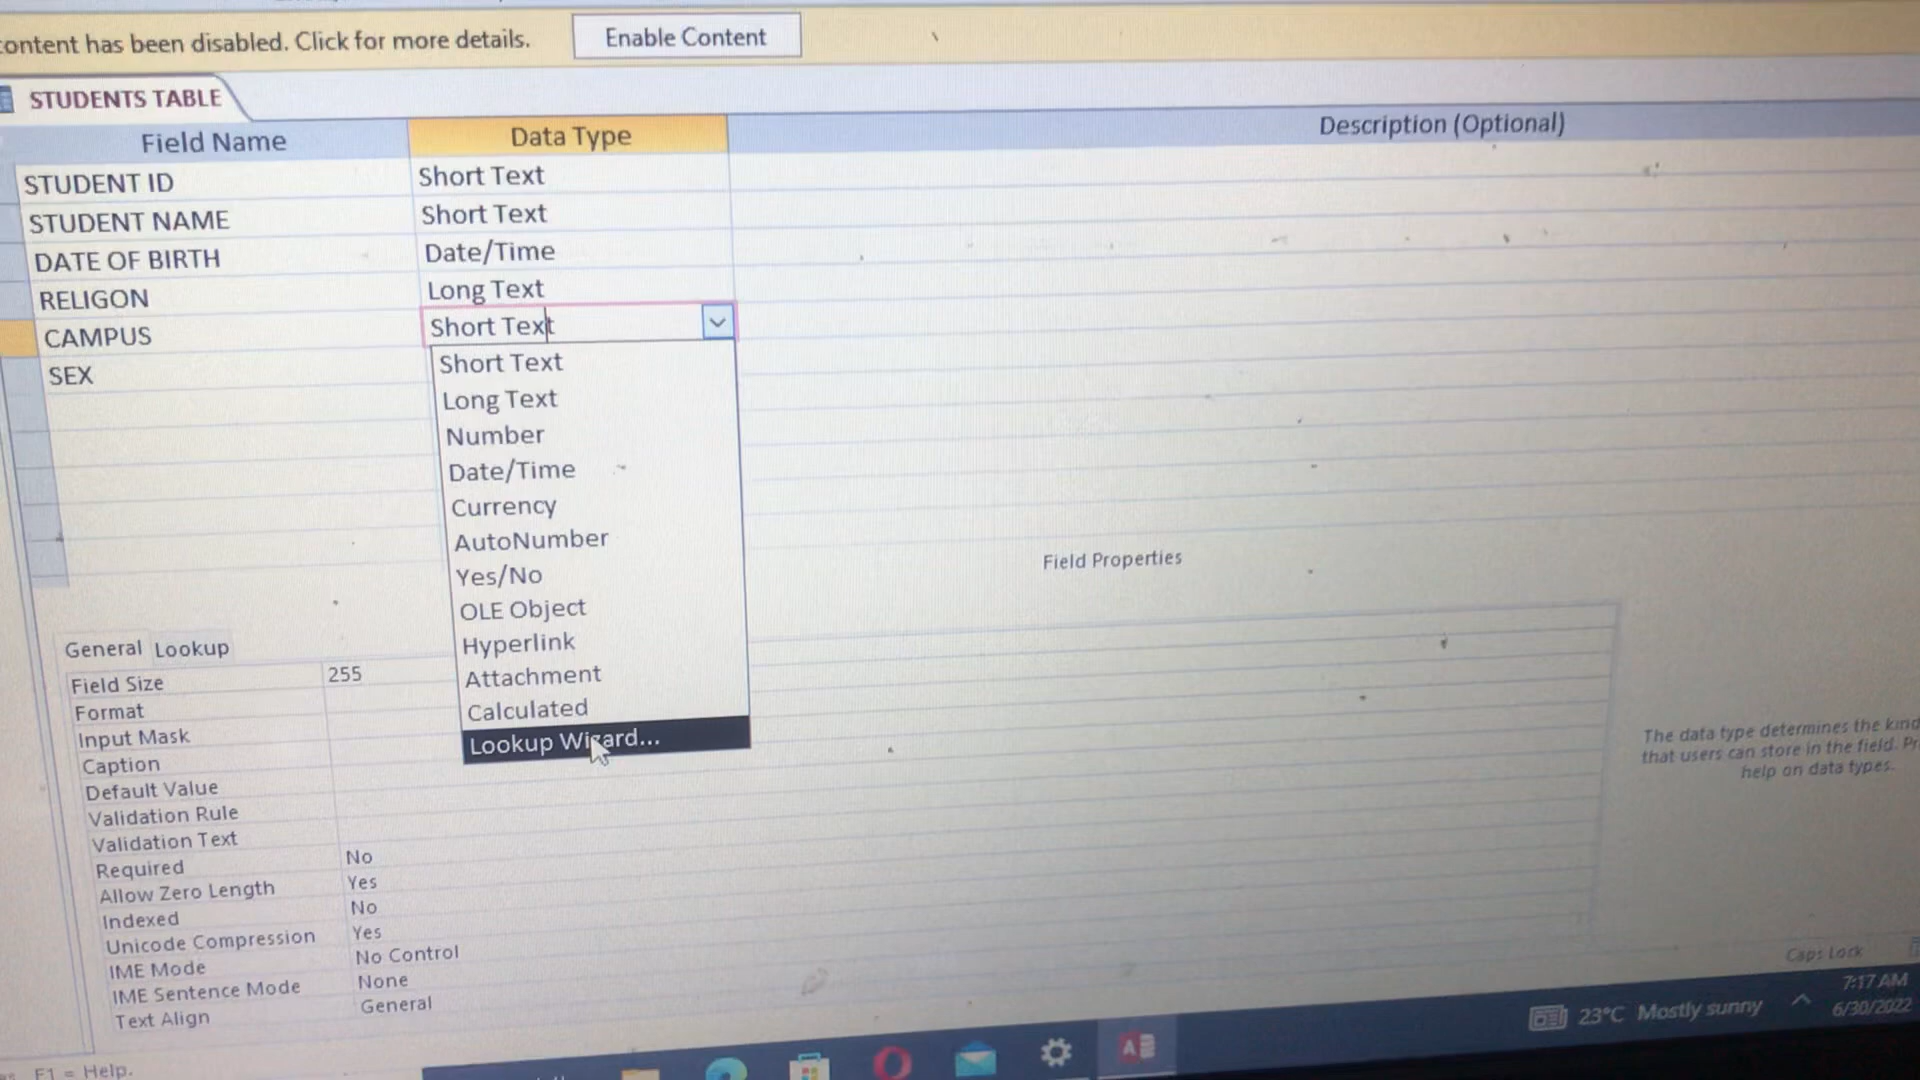 content has been disabled. Click for more details. Enable Content
STUDENTS TABLE
Field Name Data Type Description (Optional)
STUDENT ID Short Text
STUDENT NAME Short Text
DATE OF BIRTH Date/Time
RELIGON Long Text
CAMPUS Short Text
SEX
Short Text
Long Text
Number
Date/Time
Currency
AutoNumber
Yes/No
OLE Object
Hyperlink
Attachment
Calculated
Lookup Wizard...
Field Properties
General Lookup
Field Size 255
Format
Input Mask
Caption
Default Value
Validation Rule
Validation Text
Required No
Allow Zero Length Yes
Indexed No
Unicode Compression Yes
IME Mode No Control
IME Sentence Mode None
Text Align General
The data type determines the kind
that users can store in the field.
help on data types.
Caps Lock
F1 = Help.
23°C Mostly sunny
7:17 AM
6/30/2022